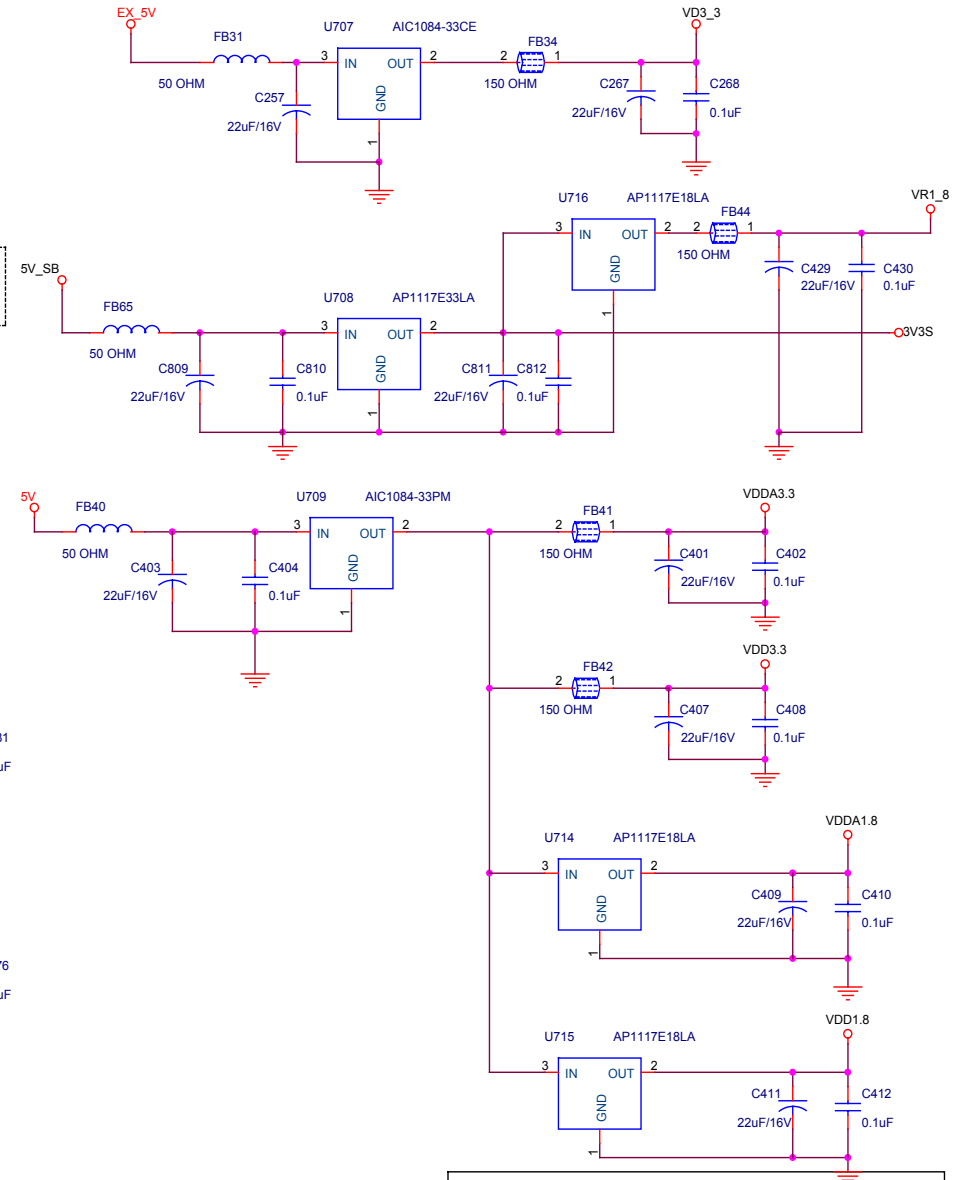 EX_5V
VD3_3
U707 AIC1084-33CE
FB31
FB34
3 IN OUT 2
2 1
50 OHM
150 OHM
C257
22uF/16V
GND
1
C267
22uF/16V
C268
0.1uF
U716 AP1117E18LA
VR1_8
FB44
3 IN OUT 2
2 1
150 OHM
GND
1
C429
22uF/16V
C430
0.1uF
5V_SB
FB65
50 OHM
U708 AP1117E33LA
3 IN OUT 2
GND
1
3V3S
C809
22uF/16V
C810
0.1uF
C811
22uF/16V
C812
0.1uF
5V
FB40
50 OHM
U709 AIC1084-33PM
3 IN OUT 2
GND
1
C403
22uF/16V
C404
0.1uF
VDDA3.3
FB41
2 1
150 OHM
C401
22uF/16V
C402
0.1uF
VDD3.3
FB42
2 1
150 OHM
C407
22uF/16V
C408
0.1uF
VDDA1.8
U714 AP1117E18LA
3 IN OUT 2
GND
1
C409
22uF/16V
C410
0.1uF
VDD1.8
U715 AP1117E18LA
3 IN OUT 2
GND
1
C411
22uF/16V
C412
0.1uF